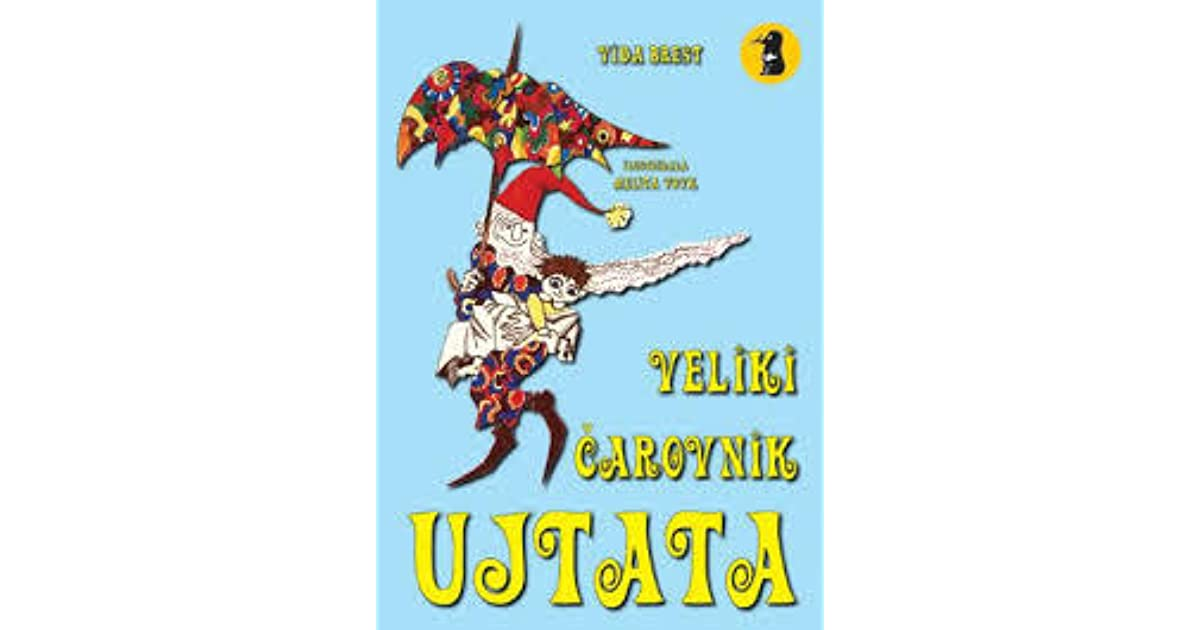 VIDA BREST
ILUSTRIRALA
MELITA VOVK
VELIKI
ČAROVNIK
UJTATA